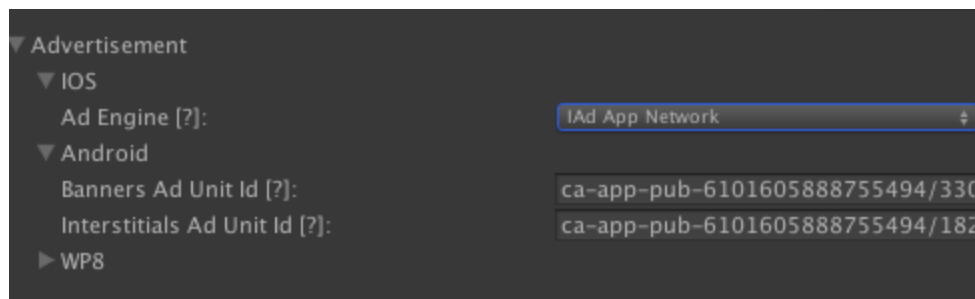 Advertisement
IOS
Ad Engine [?]: IAd App Network
Android
Banners Ad Unit Id [?]: ca-app-pub-6101605888755494/330
Interstitials Ad Unit Id [?]: ca-app-pub-6101605888755494/182
WP8